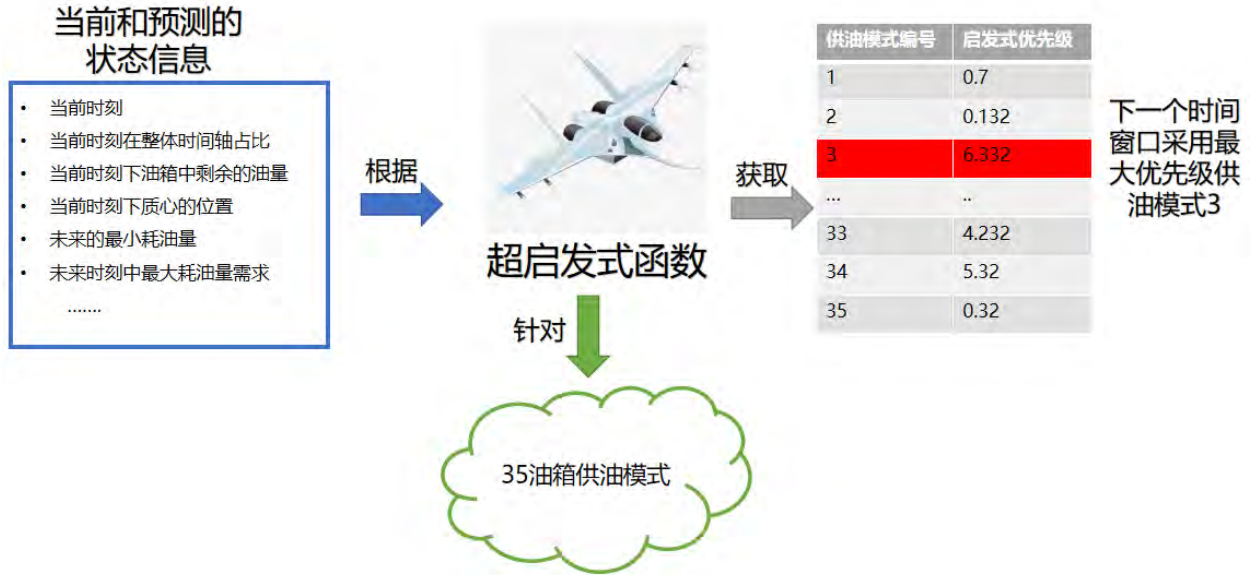 当前和预测的
状态信息
• 当前时刻
• 当前时刻在整体时间轴占比
• 当前时刻下油箱中剩余的油量
• 当前时刻下质心的位置
• 未来的最小耗油量
• 未来时刻中最大耗油量需求
.......
根据
超启发式函数
针对
35油箱供油模式
获取
供油模式编号 启发式优先级
1 0.7
2 0.132
3 6.332
... ..
33 4.232
34 5.32
35 0.32
下一个时间
窗口采用最
大优先级供
油模式3